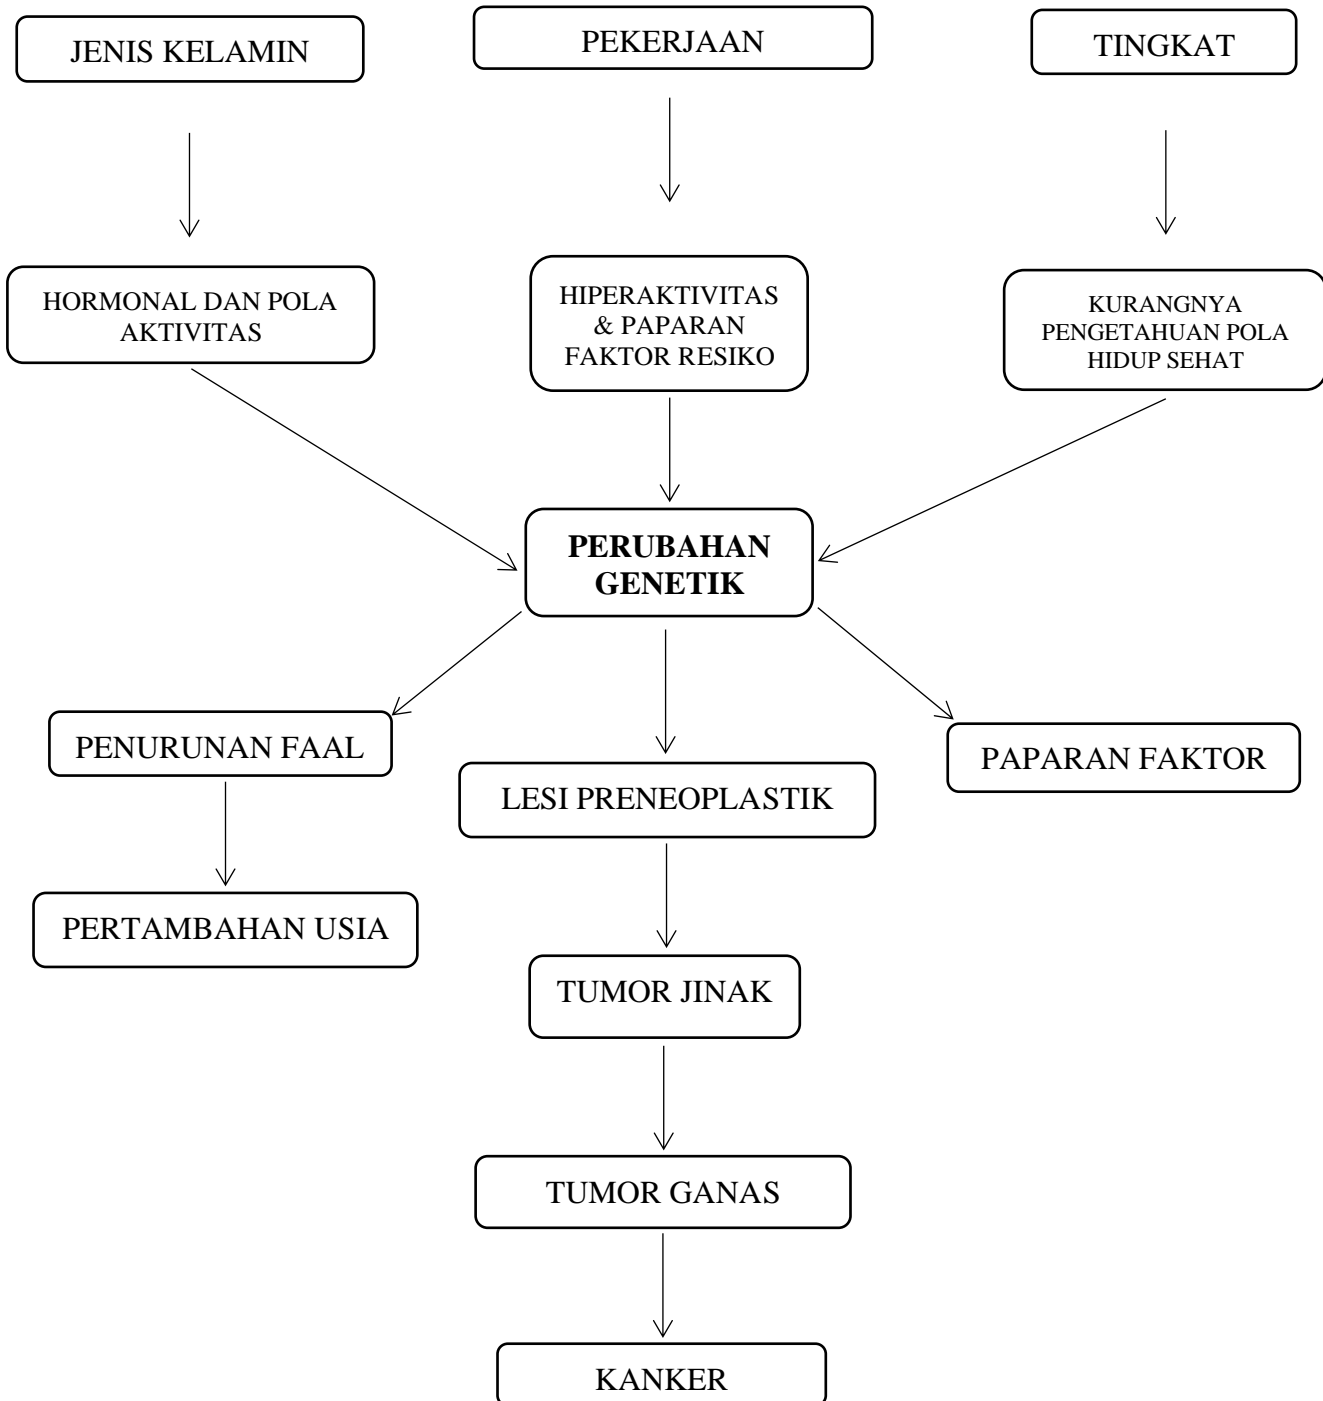 JENIS KELAMIN
PEKERJAAN
TINGKAT
HORMONAL DAN POLA
AKTIVITAS
HIPERAKTIVITAS
& PAPARAN
FAKTOR RESIKO
KURANGNYA
PENGETAHUAN POLA
HIDUP SEHAT
PERUBAHAN
GENETIK
PENURUNAN FAAL
LESI PRENEOPLASTIK
PAPARAN FAKTOR
PERTAMBAHAN USIA
TUMOR JINAK
TUMOR GANAS
KANKER